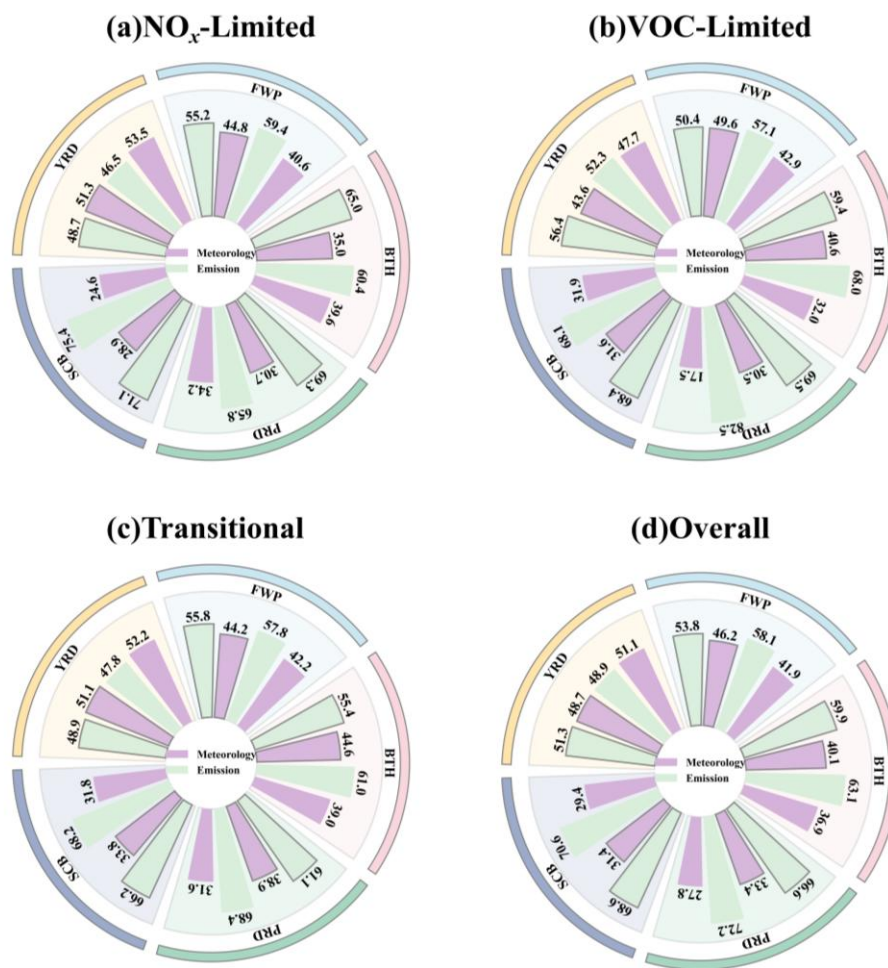 (a)NOx-Limited
FWP
55.2
44.8
59.4
40.6
BTH
65.0
35.0
60.4
39.6
PRD
69.3
30.7
65.8
34.2
SCB
71.1
28.9
75.4
24.6
YRD
48.7
51.3
46.5
53.5
Meteorology
Emission
(b)VOC-Limited
FWP
50.4
49.6
57.1
42.9
BTH
59.4
40.6
68.0
32.0
PRD
69.5
30.5
82.5
17.5
SCB
68.4
31.6
68.1
31.9
YRD
56.4
43.6
52.3
47.7
Meteorology
Emission
(c)Transitional
FWP
55.8
44.2
57.8
42.2
BTH
55.4
44.6
61.0
39.0
PRD
61.1
38.9
68.4
31.6
SCB
66.2
33.8
68.2
31.8
YRD
48.9
51.1
47.8
52.2
Meteorology
Emission
(d)Overall
FWP
53.8
46.2
58.1
41.9
BTH
59.9
40.1
63.1
36.9
PRD
66.6
33.4
72.2
27.8
SCB
68.6
31.4
70.6
29.4
YRD
51.3
48.7
48.9
51.1
Meteorology
Emission